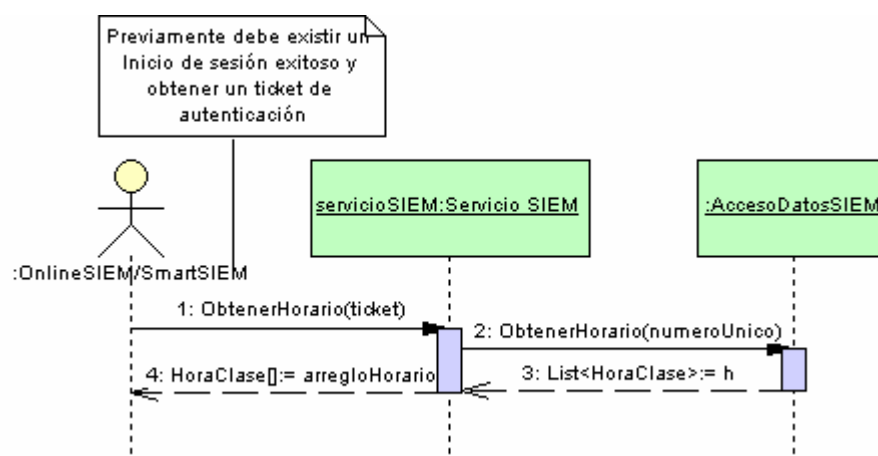 Previamente debe existir un
Inicio de sesión exitoso y
obtener un ticket de
autenticación
servicioSIEM:Servicio SIEM
:AccesoDatosSIEM
:OnlineSIEM/SmartSIEM
1: ObtenerHorario(ticket)
2: ObtenerHorario(numeroUnico)
4: HoraClase[]:= arregloHorario
3: List<HoraClase>:= h